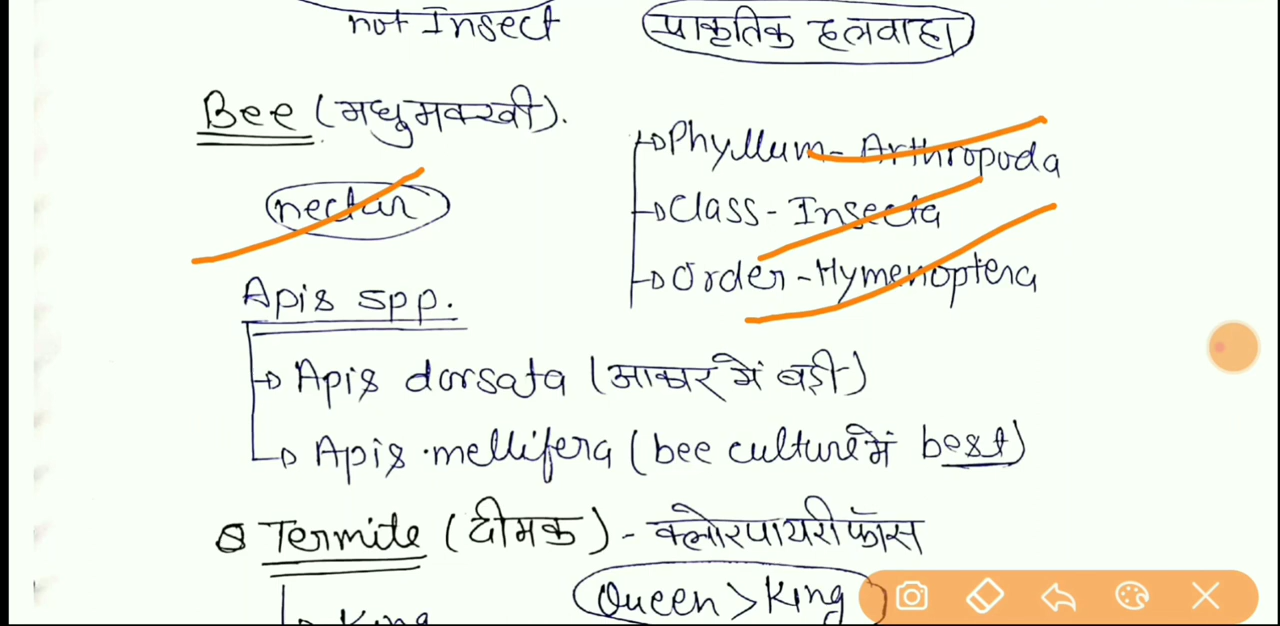 not Insect
प्राकृतिक हलवाहा
Bee (मधुमक्खी).
nectar
Phyllum - Arthropoda
Class - Insecta
Order - Hymenoptera
Apis spp.
Apis dorsata (आकार में बड़ी)
Apis mellifera (bee culture में best)
Termite (दीमक) - क्लोरपायरीफॉस
Queen > King
King